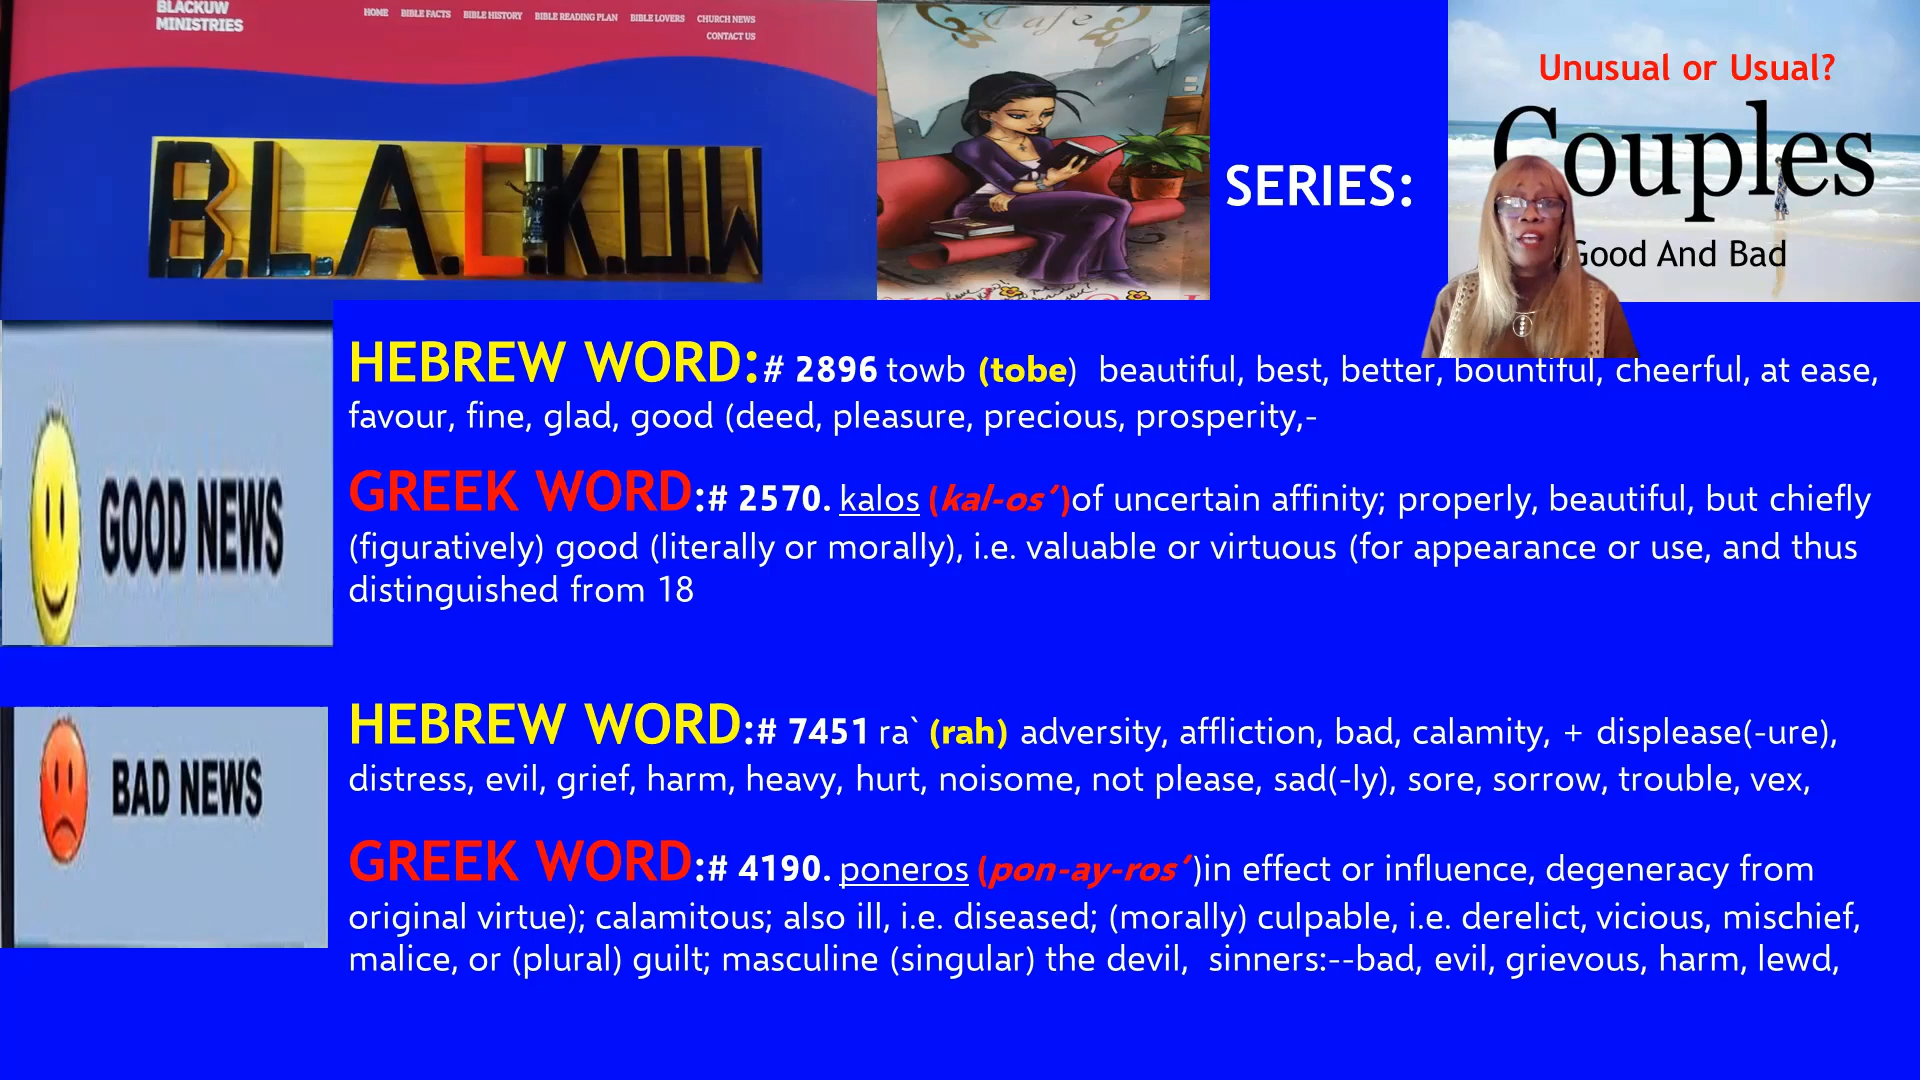 BLACKUW
MINISTRIES
HOME BIBLE FACTS BIBLE HISTORY BIBLE READING PLAN BIBLE LOVERS CHURCH NEWS
CONTACT US
B.L.A.C.K.U.W
Cafe
SERIES:
Unusual or Usual?
Couples
Good And Bad
HEBREW WORD:# 2896 towb (tobe) beautiful, best, better, bountiful, cheerful, at ease,
favour, fine, glad, good (deed, pleasure, precious, prosperity,-
GOOD NEWS
GREEK WORD:# 2570. kalos (kal-os’)of uncertain affinity; properly, beautiful, but chiefly
(figuratively) good (literally or morally), i.e. valuable or virtuous (for appearance or use, and thus
distinguished from 18
HEBREW WORD:# 7451 ra` (rah) adversity, affliction, bad, calamity, + displease(-ure),
distress, evil, grief, harm, heavy, hurt, noisome, not please, sad(-ly), sore, sorrow, trouble, vex,
BAD NEWS
GREEK WORD:# 4190. poneros (pon-ay-ros’)in effect or influence, degeneracy from
original virtue); calamitous; also ill, i.e. diseased; (morally) culpable, i.e. derelict, vicious, mischief,
malice, or (plural) guilt; masculine (singular) the devil, sinners:--bad, evil, grievous, harm, lewd,